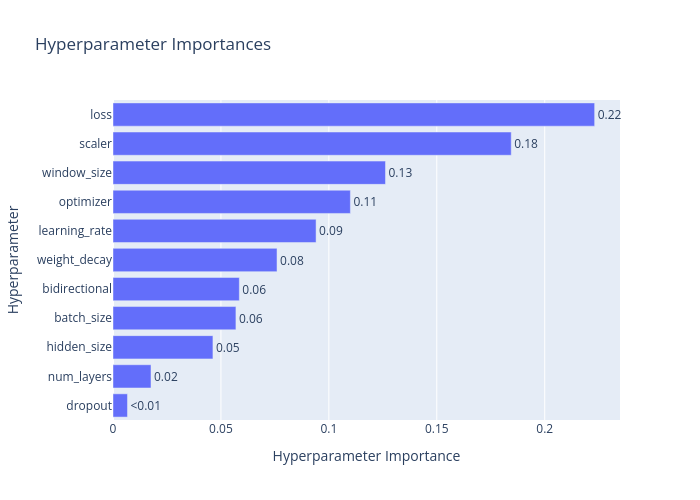 Hyperparameter Importances
Hyperparameter
loss 0.22
scaler 0.18
window_size 0.13
optimizer 0.11
learning_rate 0.09
weight_decay 0.08
bidirectional 0.06
batch_size 0.06
hidden_size 0.05
num_layers 0.02
dropout <0.01
0 0.05 0.1 0.15 0.2
Hyperparameter Importance